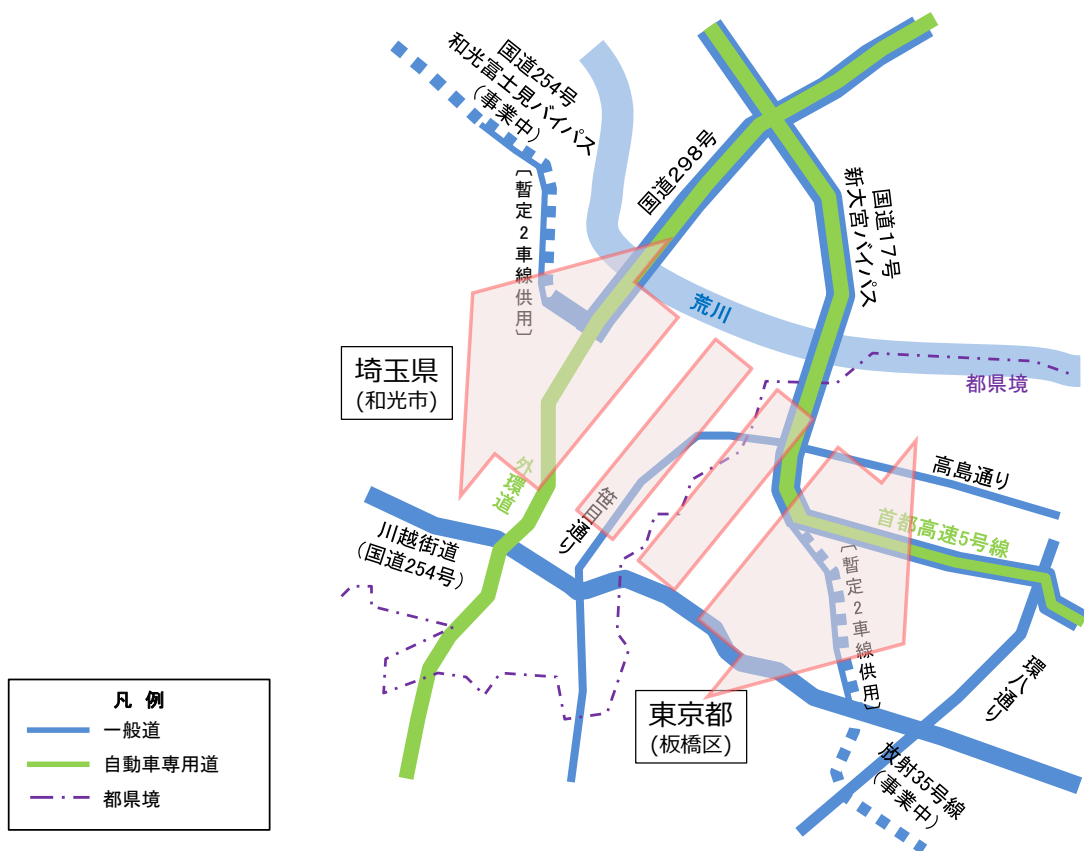 国道254号
和光富士見バイパス
(事業中)
〔暫定2車線供用〕
国道298号
国道17号
新大宮バイパス
荒川
都県境
埼玉県
(和光市)
外環道
笹目通り
高島通り
首都高速5号線
川越街道
(国道254号)
〔暫定2車線供用〕
環八通り
東京都
(板橋区)
放射35号線
(事業中)
凡 例
一般道
自動車専用道
都県境